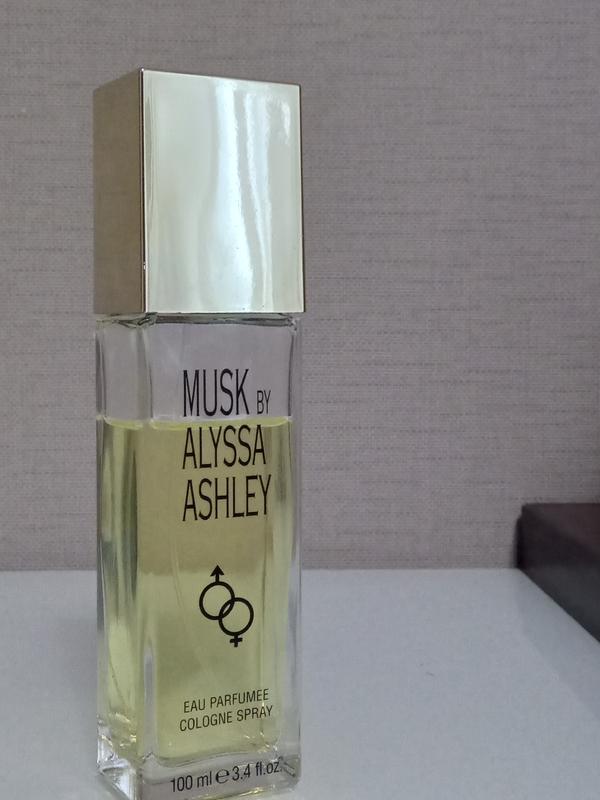 MUSK BY
ALYSSA
ASHLEY
EAU PARFUMEE
COLOGNE SPRAY
100 ml ℮ 3.4 fl.oz.